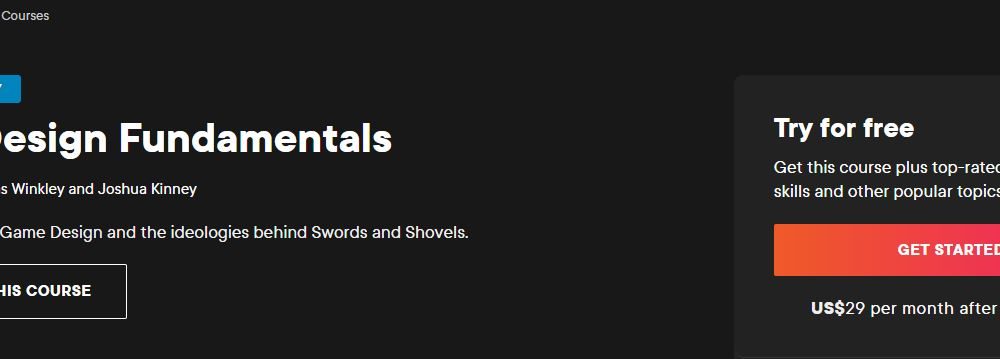 Courses
esign Fundamentals
s Winkley and Joshua Kinney
Game Design and the ideologies behind Swords and Shovels.
HIS COURSE
Try for free
Get this course plus top-rated
skills and other popular topics
GET STARTED
US$29 per month after